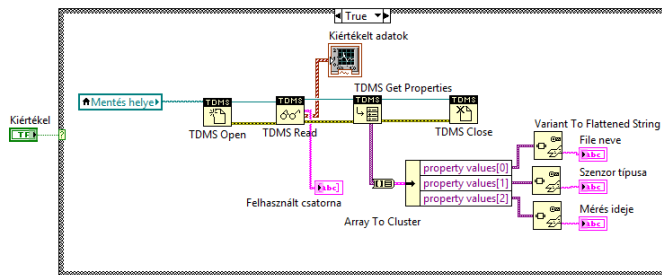 True
Kiértékelt adatok
TDMS Get Properties
Mentés helye
TDMS
TDMS
TDMS
TDMS
TDMS Open
TDMS Read
TDMS Close
Kiértékel
TF
?
Variant To Flattened String
File neve
abc
property values[0]
property values[1]
property values[2]
Szenzor típusa
abc
Felhasznált csatorna
abc
Array To Cluster
Mérés ideje
abc